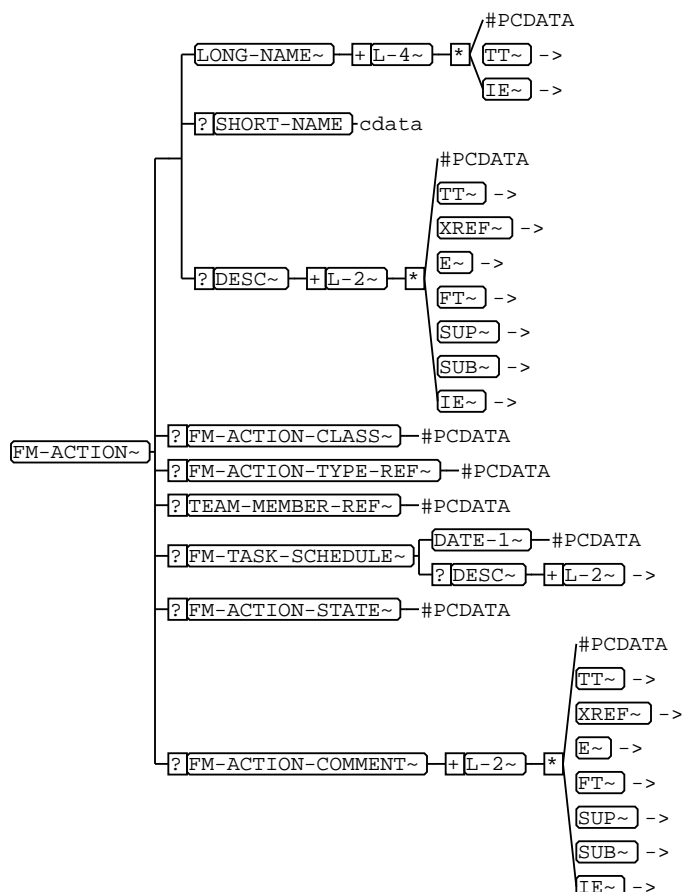 #PCDATA
LONG-NAME~ + L-4~ * TT~ ->
IE~ ->
? SHORT-NAME cdata
#PCDATA
TT~ ->
XREF~ ->
E~ ->
? DESC~ + L-2~ *
FT~ ->
SUP~ ->
SUB~ ->
IE~ ->
? FM-ACTION-CLASS~ #PCDATA
FM-ACTION~
? FM-ACTION-TYPE-REF~ #PCDATA
? TEAM-MEMBER-REF~ #PCDATA
DATE-1~ #PCDATA
? FM-TASK-SCHEDULE~
? DESC~ + L-2~ ->
? FM-ACTION-STATE~ #PCDATA
#PCDATA
TT~ ->
XREF~ ->
E~ ->
? FM-ACTION-COMMENT~ + L-2~ *
FT~ ->
SUP~ ->
SUB~ ->
IE~ ->